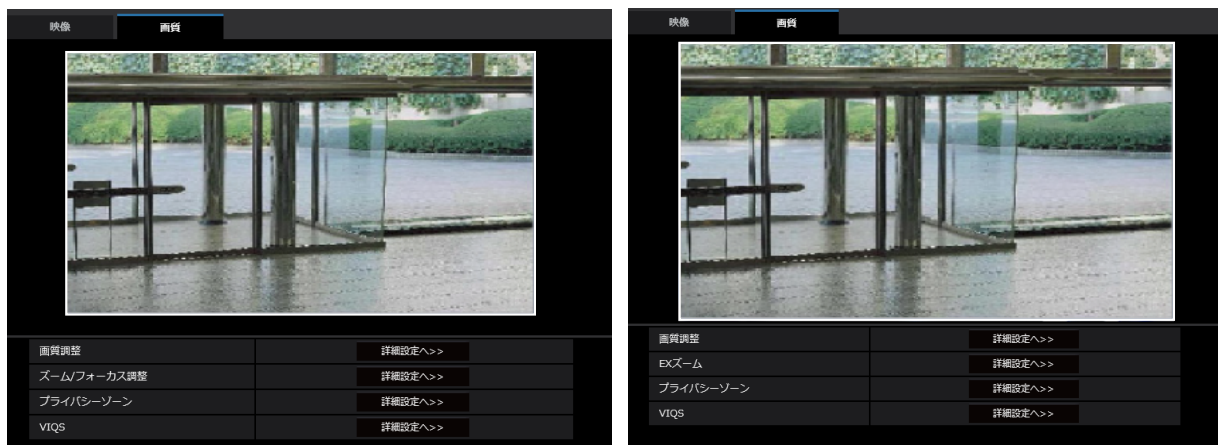 映像 画質
画質調整 詳細設定へ>>
ズーム/フォーカス調整 詳細設定へ>>
プライバシーゾーン 詳細設定へ>>
VIQS 詳細設定へ>>
映像 画質
画質調整 詳細設定へ>>
EXズーム 詳細設定へ>>
プライバシーゾーン 詳細設定へ>>
VIQS 詳細設定へ>>